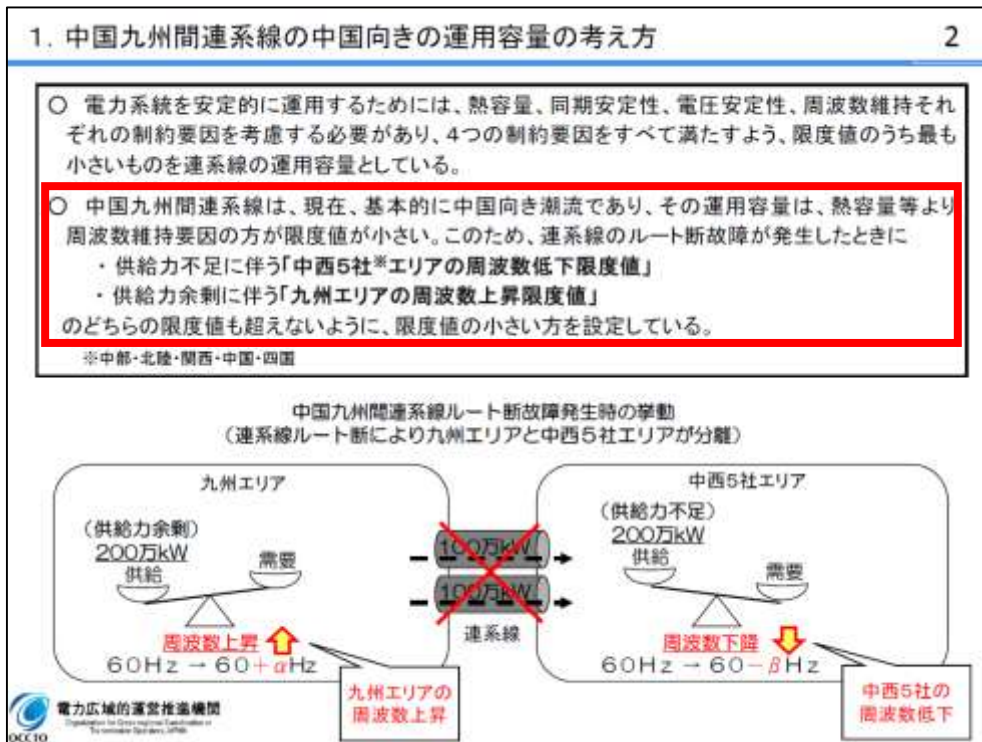 1. 中国九州間連系線の中国向きの運用容量の考え方
2
○ 電力系統を安定的に運用するためには、熱容量、同期安定性、電圧安定性、周波数維持それ
ぞれの制約要因を考慮する必要があり、4つの制約要因をすべて満たすよう、限度値のうち最も
小さいものを連系線の運用容量としている。
○ 中国九州間連系線は、現在、基本的に中国向き潮流であり、その運用容量は、熱容量等より
周波数維持要因の方が限度値が小さい。このため、連系線のルート断故障が発生したときに
・供給力不足に伴う「中西5社※エリアの周波数低下限度値」
・供給力余剰に伴う「九州エリアの周波数上昇限度値」
のどちらの限度値も超えないように、限度値の小さい方を設定している。
※中部・北陸・関西・中国・四国
中国九州間連系線ルート断故障発生時の挙動
(連系線ルート断により九州エリアと中西5社エリアが分離)
九州エリア
(供給力余剰)
200万kW
供給
需要
周波数上昇
60Hz → 60+αHz
九州エリアの
周波数上昇
100万kW
100万kW
連系線
中西5社エリア
(供給力不足)
200万kW
供給
需要
周波数下降
60Hz → 60-βHz
中西5社の
周波数低下
電力広域的運営推進機関
Organization for Cross-regional Coordination of
Transmission Operators, JAPAN
OCCTO